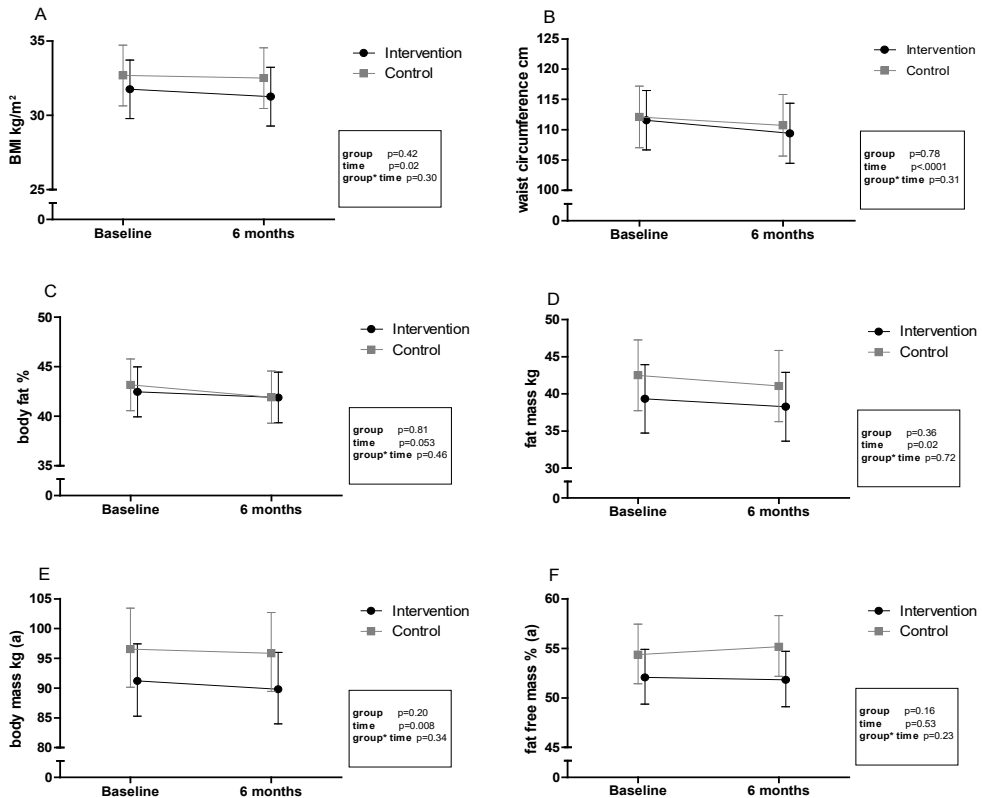 A
BMI kg/m²
35
30
25
0
Baseline 6 months
Intervention
Control
group p=0.42
time p=0.02
group* time p=0.30
B
waist circumference cm
125
120
115
110
105
100
0
Baseline 6 months
Intervention
Control
group p=0.78
time p<.0001
group* time p=0.31
C
body fat %
50
45
40
35
0
Baseline 6 months
Intervention
Control
group p=0.81
time p=0.053
group* time p=0.46
D
fat mass kg
50
45
40
35
30
0
Baseline 6 months
Intervention
Control
group p=0.36
time p=0.02
group* time p=0.72
E
body mass kg (a)
105
100
95
90
85
80
0
Baseline 6 months
Intervention
Control
group p=0.20
time p=0.008
group* time p=0.34
F
fat free mass % (a)
60
55
50
45
0
Baseline 6 months
Intervention
Control
group p=0.16
time p=0.53
group* time p=0.23